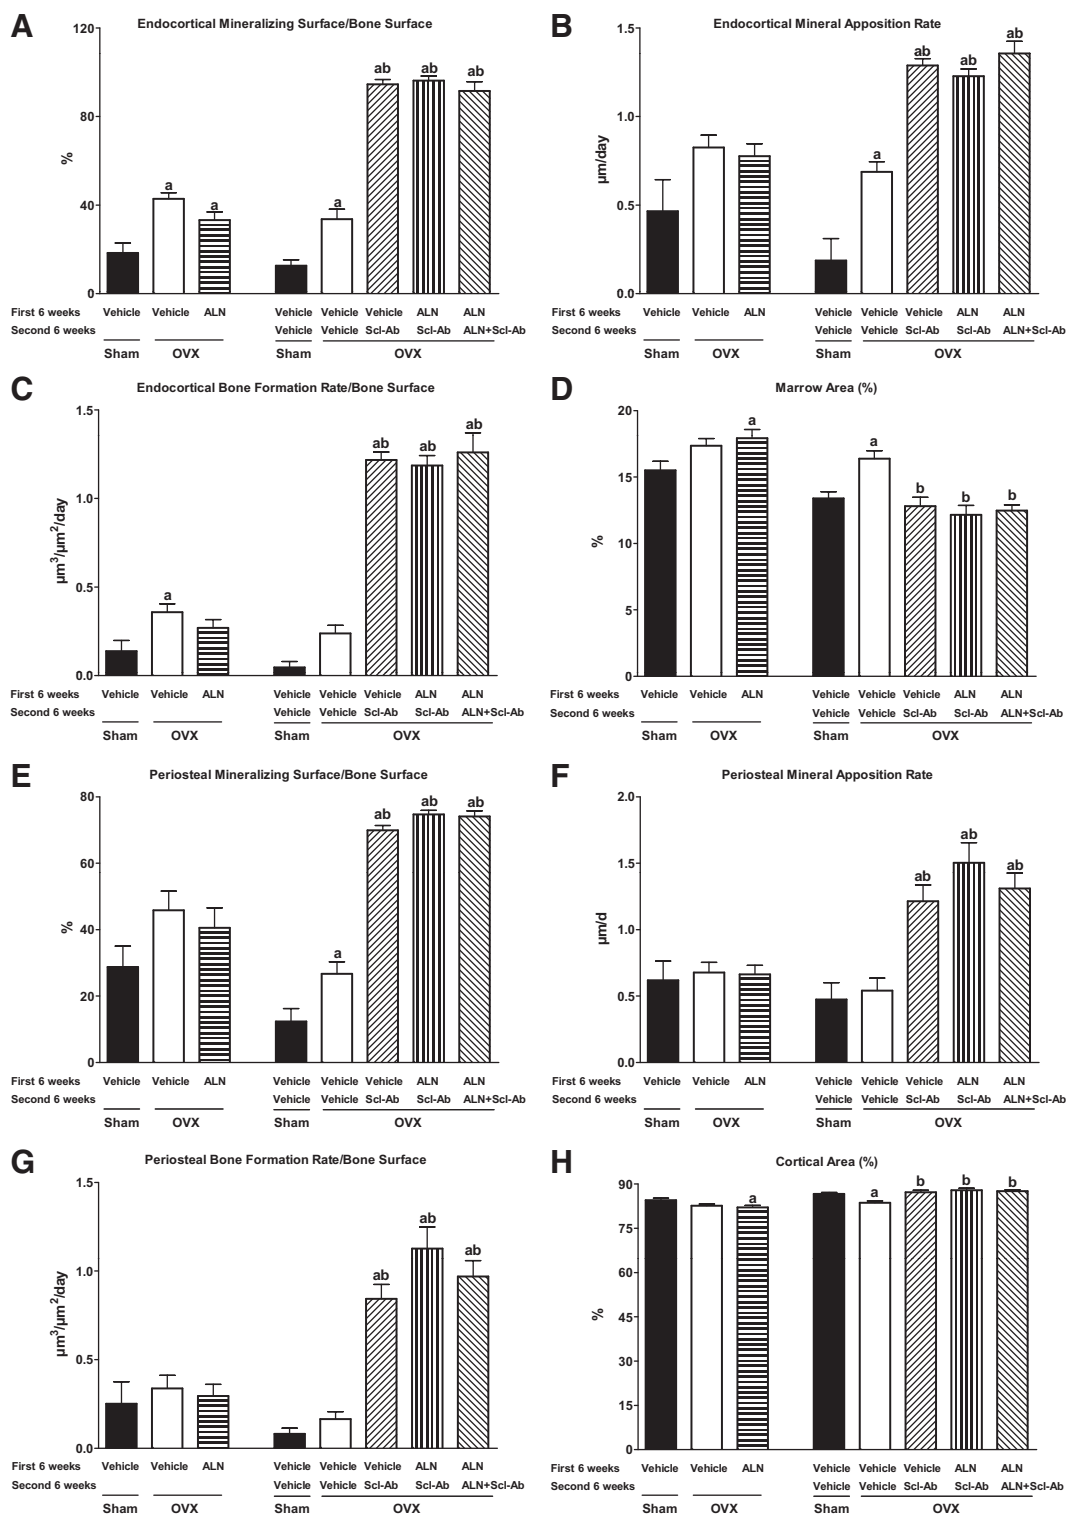 A
Endocortical Mineralizing Surface/Bone Surface
120
80
40
0
%
a
a
a
ab
ab
ab
First 6 weeks Vehicle Vehicle ALN Vehicle Vehicle Vehicle ALN ALN
Second 6 weeks Vehicle Vehicle Scl-Ab Scl-Ab ALN+Scl-Ab
Sham OVX Sham OVX
B
Endocortical Mineral Apposition Rate
1.5
1.0
0.5
0.0
µm/day
a
ab
ab
ab
First 6 weeks Vehicle Vehicle ALN Vehicle Vehicle Vehicle ALN ALN
Second 6 weeks Vehicle Vehicle Scl-Ab Scl-Ab ALN+Scl-Ab
Sham OVX Sham OVX
C
Endocortical Bone Formation Rate/Bone Surface
1.5
1.0
0.5
0.0
µm³/µm²/day
a
ab
ab
ab
First 6 weeks Vehicle Vehicle ALN Vehicle Vehicle Vehicle ALN ALN
Second 6 weeks Vehicle Vehicle Scl-Ab Scl-Ab ALN+Scl-Ab
Sham OVX Sham OVX
D
Marrow Area (%)
20
15
10
5
0
%
a
a
b
b
b
First 6 weeks Vehicle Vehicle ALN Vehicle Vehicle Vehicle ALN ALN
Second 6 weeks Vehicle Vehicle Scl-Ab Scl-Ab ALN+Scl-Ab
Sham OVX Sham OVX
E
Periosteal Mineralizing Surface/Bone Surface
80
60
40
20
0
%
a
ab
ab
ab
First 6 weeks Vehicle Vehicle ALN Vehicle Vehicle Vehicle ALN ALN
Second 6 weeks Vehicle Vehicle Scl-Ab Scl-Ab ALN+Scl-Ab
Sham OVX Sham OVX
F
Periosteal Mineral Apposition Rate
2.0
1.5
1.0
0.5
0.0
µm/d
ab
ab
ab
First 6 weeks Vehicle Vehicle ALN Vehicle Vehicle Vehicle ALN ALN
Second 6 weeks Vehicle Vehicle Scl-Ab Scl-Ab ALN+Scl-Ab
Sham OVX Sham OVX
G
Periosteal Bone Formation Rate/Bone Surface
1.5
1.0
0.5
0.0
µm³/µm²/day
ab
ab
ab
First 6 weeks Vehicle Vehicle ALN Vehicle Vehicle Vehicle ALN ALN
Second 6 weeks Vehicle Vehicle Scl-Ab Scl-Ab ALN+Scl-Ab
Sham OVX Sham OVX
H
Cortical Area (%)
90
75
60
45
30
15
0
%
a
a
b
b
b
First 6 weeks Vehicle Vehicle ALN Vehicle Vehicle Vehicle ALN ALN
Second 6 weeks Vehicle Vehicle Scl-Ab Scl-Ab ALN+Scl-Ab
Sham OVX Sham OVX